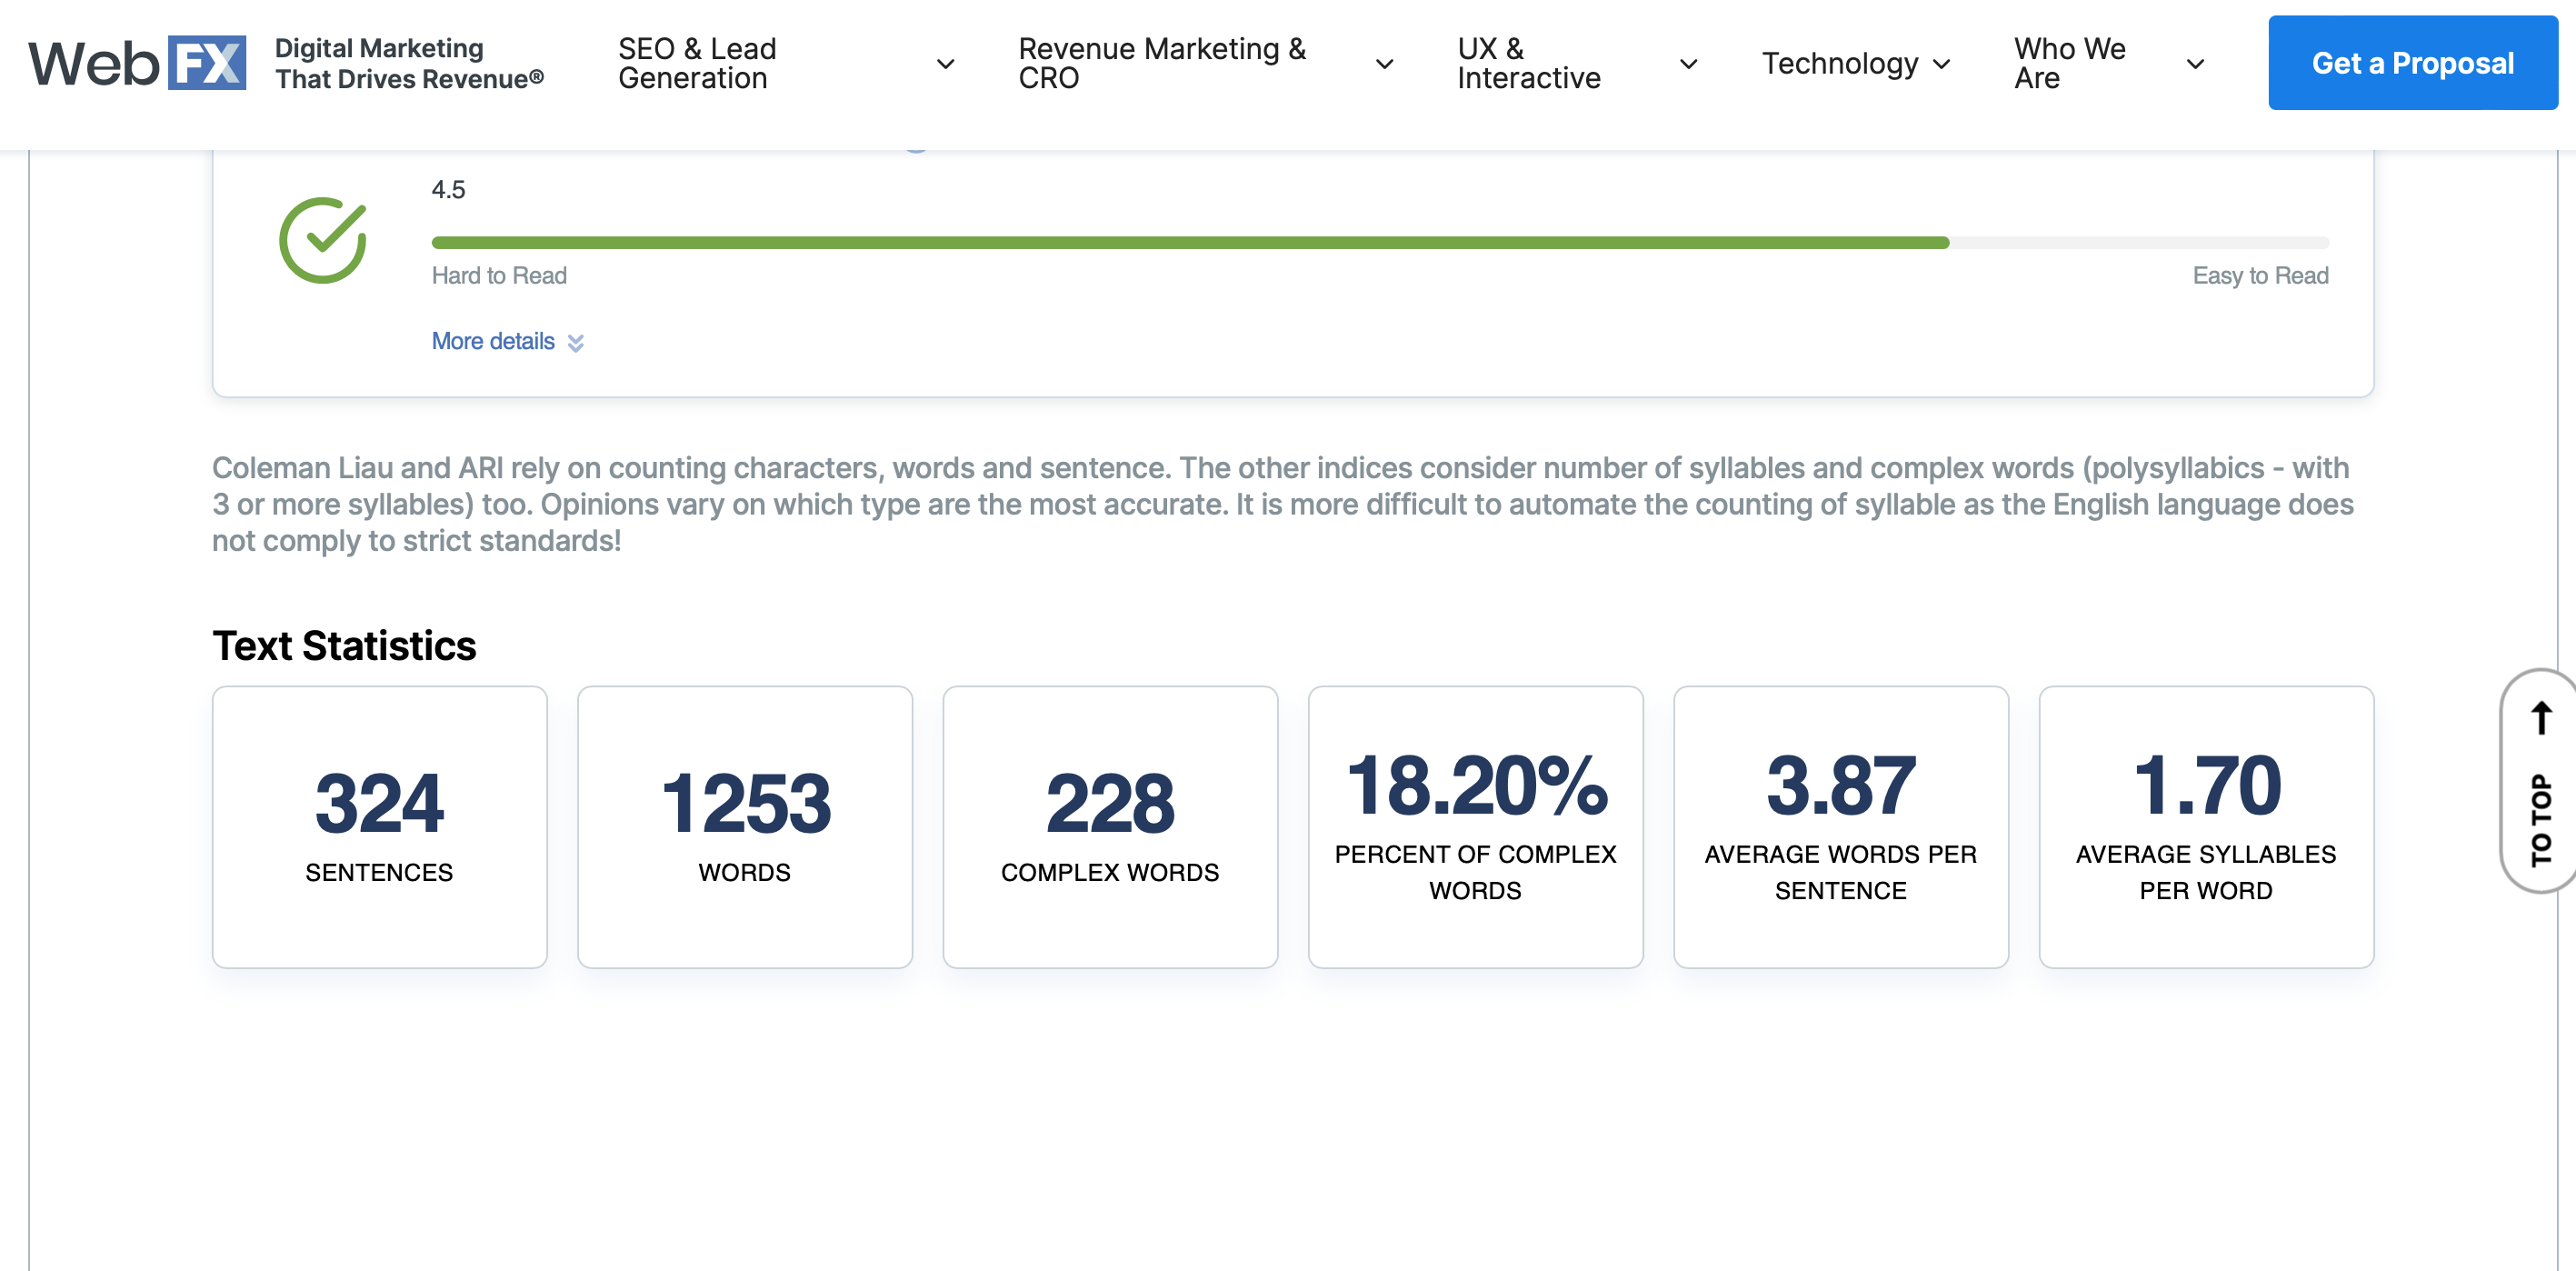 Web FX
Digital Marketing
That Drives Revenue®
SEO & Lead
Generation
Revenue Marketing &
CRO
UX &
Interactive
Technology
Who We
Are
Get a Proposal
4.5
Hard to Read
Easy to Read
More details
Coleman Liau and ARI rely on counting characters, words and sentence. The other indices consider number of syllables and complex words (polysyllabics - with
3 or more syllables) too. Opinions vary on which type are the most accurate. It is more difficult to automate the counting of syllable as the English language does
not comply to strict standards!
Text Statistics
324
SENTENCES
1253
WORDS
228
COMPLEX WORDS
18.20%
PERCENT OF COMPLEX
WORDS
3.87
AVERAGE WORDS PER
SENTENCE
1.70
AVERAGE SYLLABLES
PER WORD
TO TOP